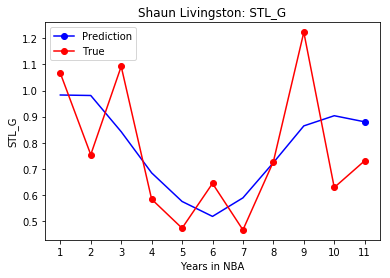 Shaun Livingston: STL_G
Prediction
True
STL_G
1.2
1.1
1.0
0.9
0.8
0.7
0.6
0.5
1 2 3 4 5 6 7 8 9 10 11
Years in NBA